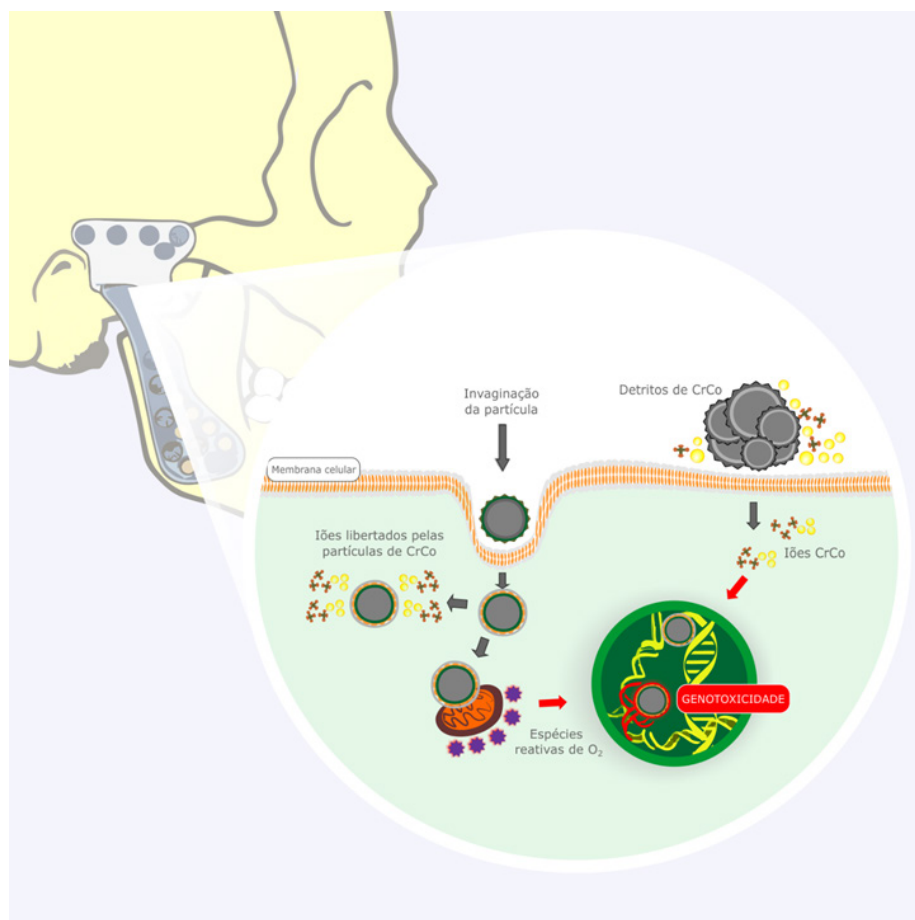 Invaginação
da partícula
Detritos de CrCo
Membrana celular
Iões libertados pelas
partículas de CrCo
Iões CrCo
GENOTOXICIDADE
Espécies
reativas de O₂